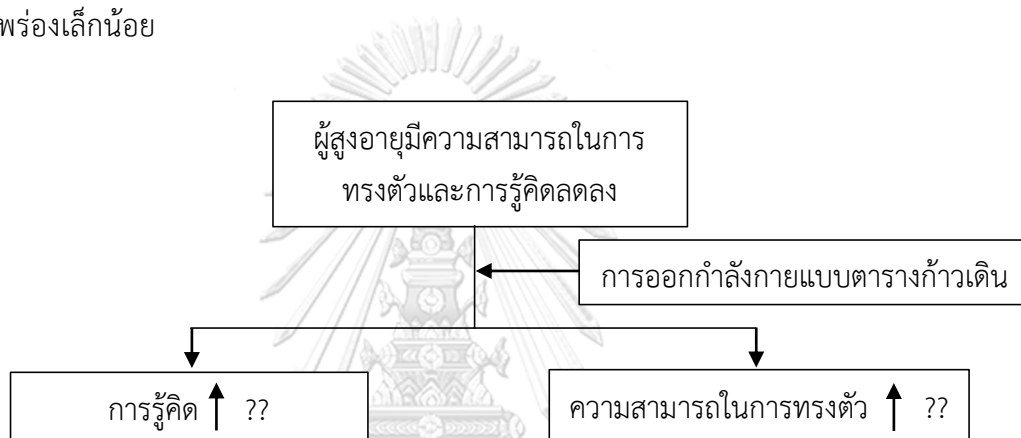 พร่องเล็กน้อย
ผู้สูงอายุมีความสามารถในการ
ทรงตัวและการรู้คิดลดลง
การออกกำลังกายแบบตารางก้าวเดิน
การรู้คิด ↑ ??
ความสามารถในการทรงตัว ↑ ??